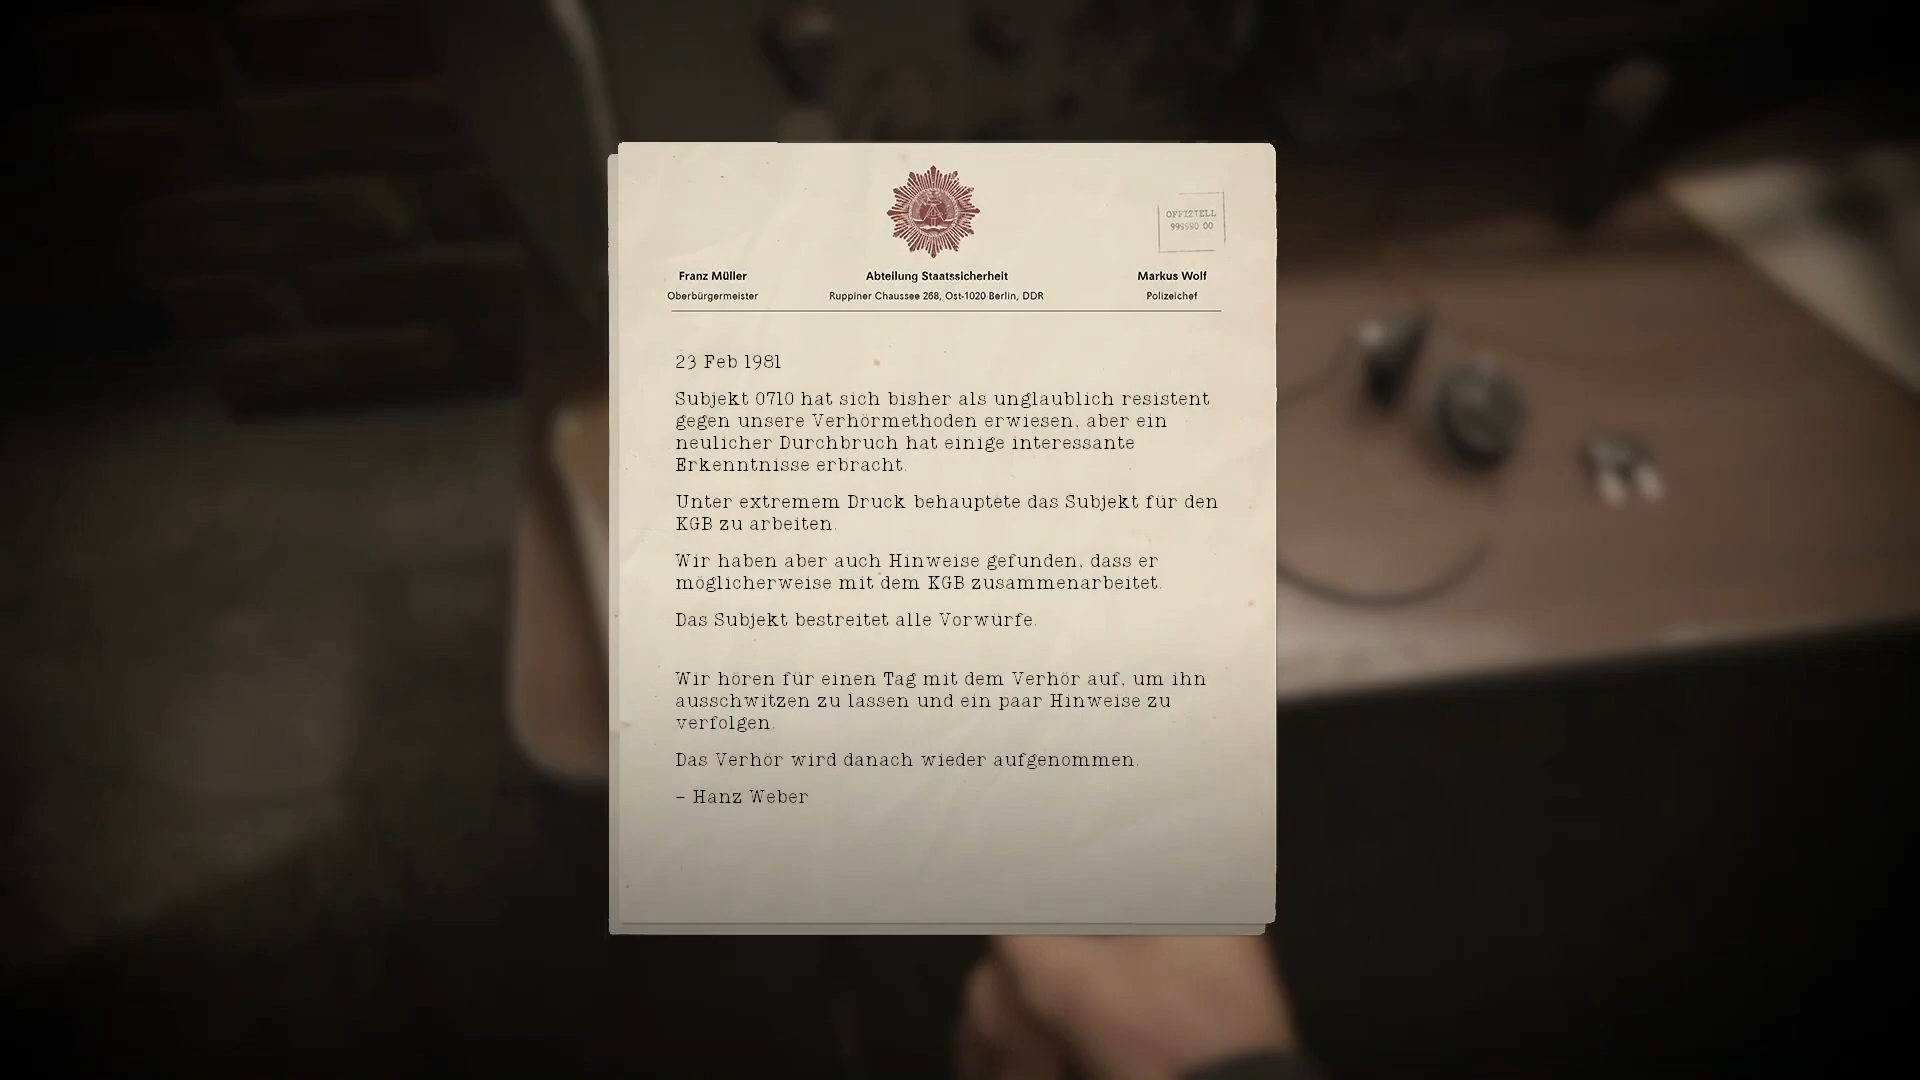 OFFIZIELL
999990 00
Franz Müller
Abteilung Staatssicherheit
Markus Wolf
Oberbürgermeister
Ruppiner Chaussee 268, Ost-1020 Berlin, DDR
Polizeichef
23 Feb 1981
Subjekt 0710 hat sich bisher als unglaublich resistent
gegen unsere Verhörmethoden erwiesen, aber ein
neulicher Durchbruch hat einige interessante
Erkenntnisse erbracht.
Unter extremem Druck behauptete das Subjekt für den
KGB zu arbeiten.
Wir haben aber auch Hinweise gefunden, dass er
möglicherweise mit dem KGB zusammenarbeitet.
Das Subjekt bestreitet alle Vorwürfe.
Wir hören für einen Tag mit dem Verhör auf, um ihn
ausschwitzen zu lassen und ein paar Hinweise zu
verfolgen.
Das Verhör wird danach wieder aufgenommen.
– Hanz Weber